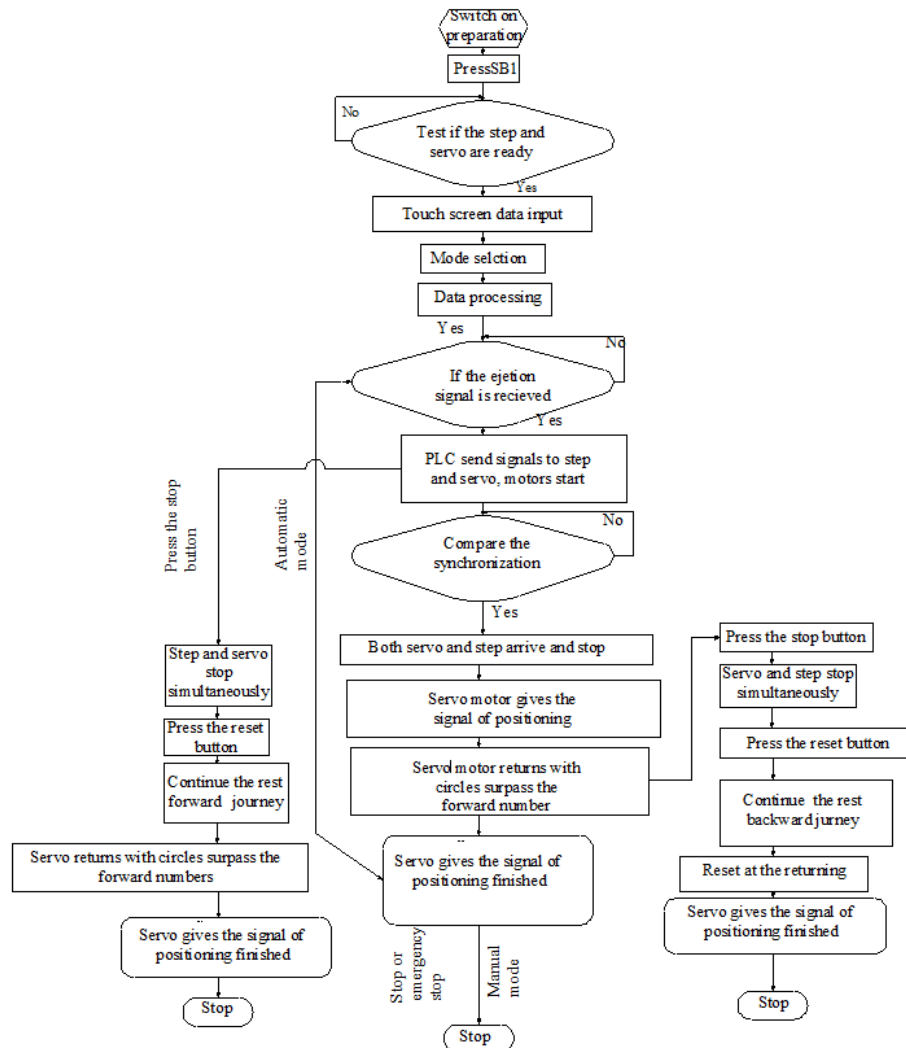 Switch on
preparation
PressSB1
No
Test if the step and
servo are ready
Yes
Touch screen data input
Mode selction
Data processing
Yes
No
If the ejetion
signal is recieved
Yes
PLC send signals to step
and servo, motors start
Press the stop
button
Automatic
mode
No
Compare the
synchronization
Yes
Both servo and step arrive and stop
Servo motor gives the
signal of positioning
Servo motor returns with
circles surpass the
forward number
Servo gives the signal of
positioning finished
Stop or
emergency
stop
Manual
mode
Stop
Step and servo
stop
simultaneously
Press the reset
button
Continue the rest
forward journey
Servo returns with circles surpass the
forward numbers
Servo gives the signal of
positioning finished
Stop
Press the stop button
Servo and step stop
simultaneously
Press the reset button
Continue the rest
backward jurney
Reset at the returning
Servo gives the signal of
positioning finished
Stop